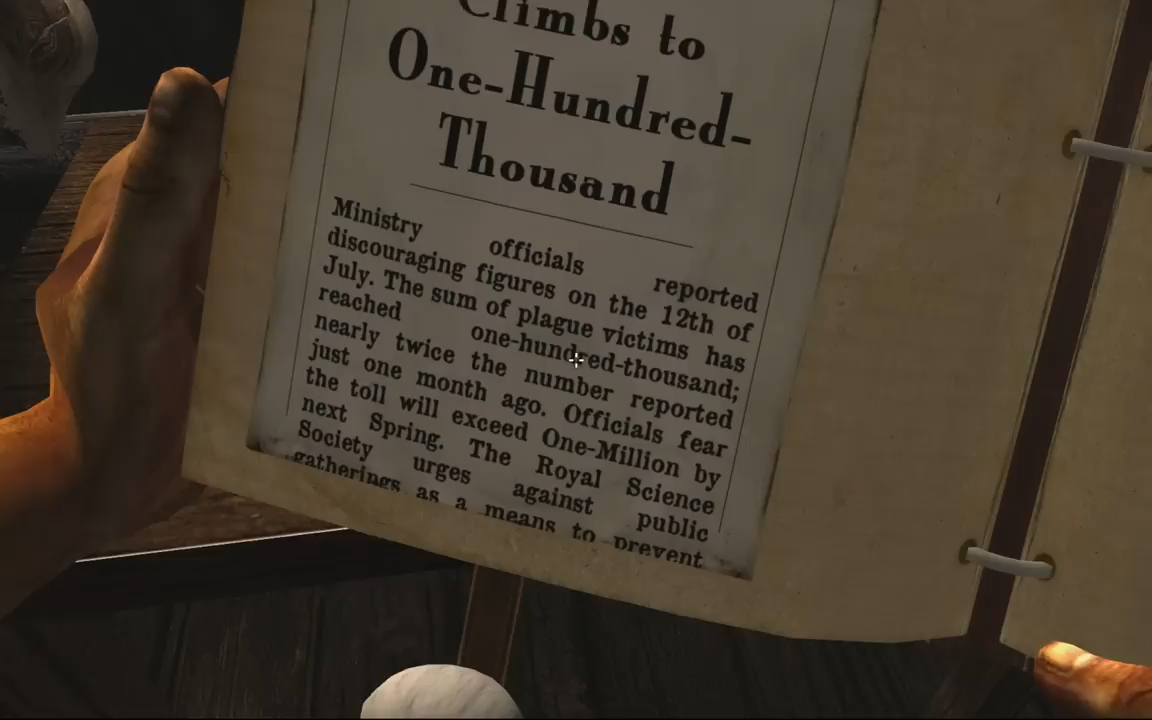 Climbs to
One-Hundred-
Thousand
Ministry officials reported
discouraging figures on the 12th of
July. The sum of plague victims has
reached one-hundred-thousand;
nearly twice the number reported
just one month ago. Officials fear
the toll will exceed One-Million by
next Spring. The Royal Science
Society urges against public
gatherings as a means to prevent